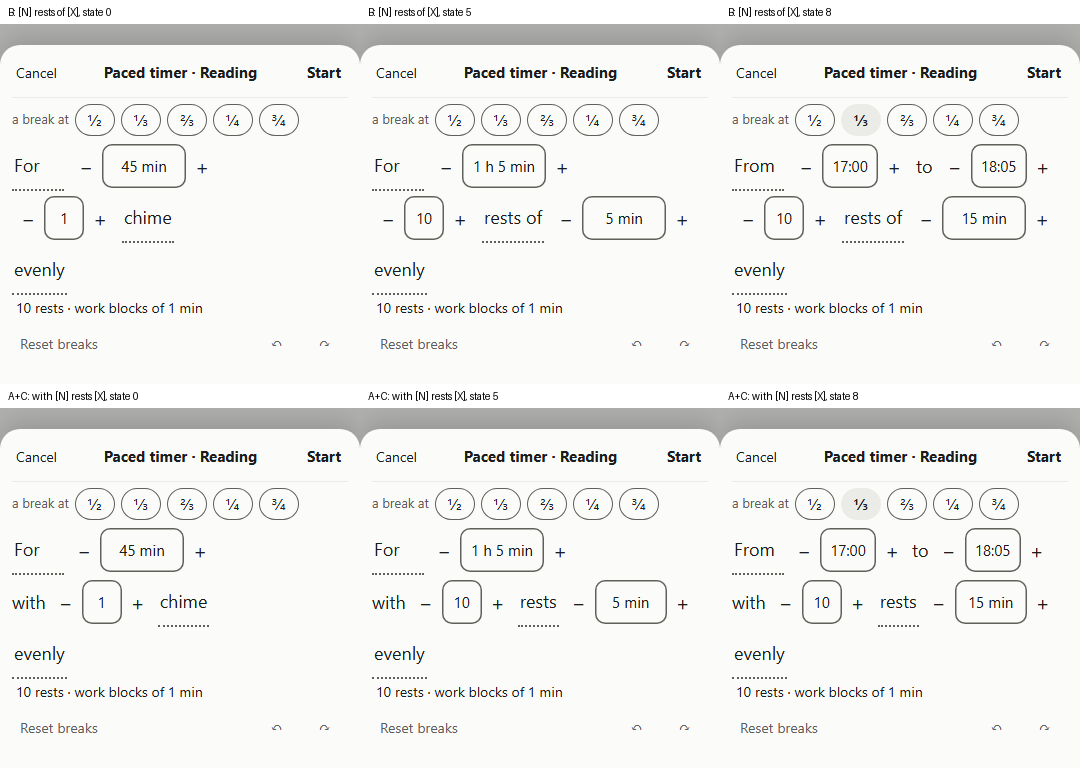 B: [N] rests of [X], state 0
Cancel Paced timer · Reading Start
a break at ½ ⅓ ⅔ ¼ ¾
For − 45 min +
− 1 + chime
evenly
10 rests · work blocks of 1 min
Reset breaks ↶ ↷
B: [N] rests of [X], state 5
Cancel Paced timer · Reading Start
a break at ½ ⅓ ⅔ ¼ ¾
For − 1 h 5 min +
− 10 + rests of − 5 min +
evenly
10 rests · work blocks of 1 min
Reset breaks ↶ ↷
B: [N] rests of [X], state 8
Cancel Paced timer · Reading Start
a break at ½ ⅓ ⅔ ¼ ¾
From − 17:00 + to − 18:05 +
− 10 + rests of − 15 min +
evenly
10 rests · work blocks of 1 min
Reset breaks ↶ ↷
A+C: with [N] rests [X], state 0
Cancel Paced timer · Reading Start
a break at ½ ⅓ ⅔ ¼ ¾
For − 45 min +
with − 1 + chime
evenly
10 rests · work blocks of 1 min
Reset breaks ↶ ↷
A+C: with [N] rests [X], state 5
Cancel Paced timer · Reading Start
a break at ½ ⅓ ⅔ ¼ ¾
For − 1 h 5 min +
with − 10 + rests − 5 min +
evenly
10 rests · work blocks of 1 min
Reset breaks ↶ ↷
A+C: with [N] rests [X], state 8
Cancel Paced timer · Reading Start
a break at ½ ⅓ ⅔ ¼ ¾
From − 17:00 + to − 18:05 +
with − 10 + rests − 15 min +
evenly
10 rests · work blocks of 1 min
Reset breaks ↶ ↷